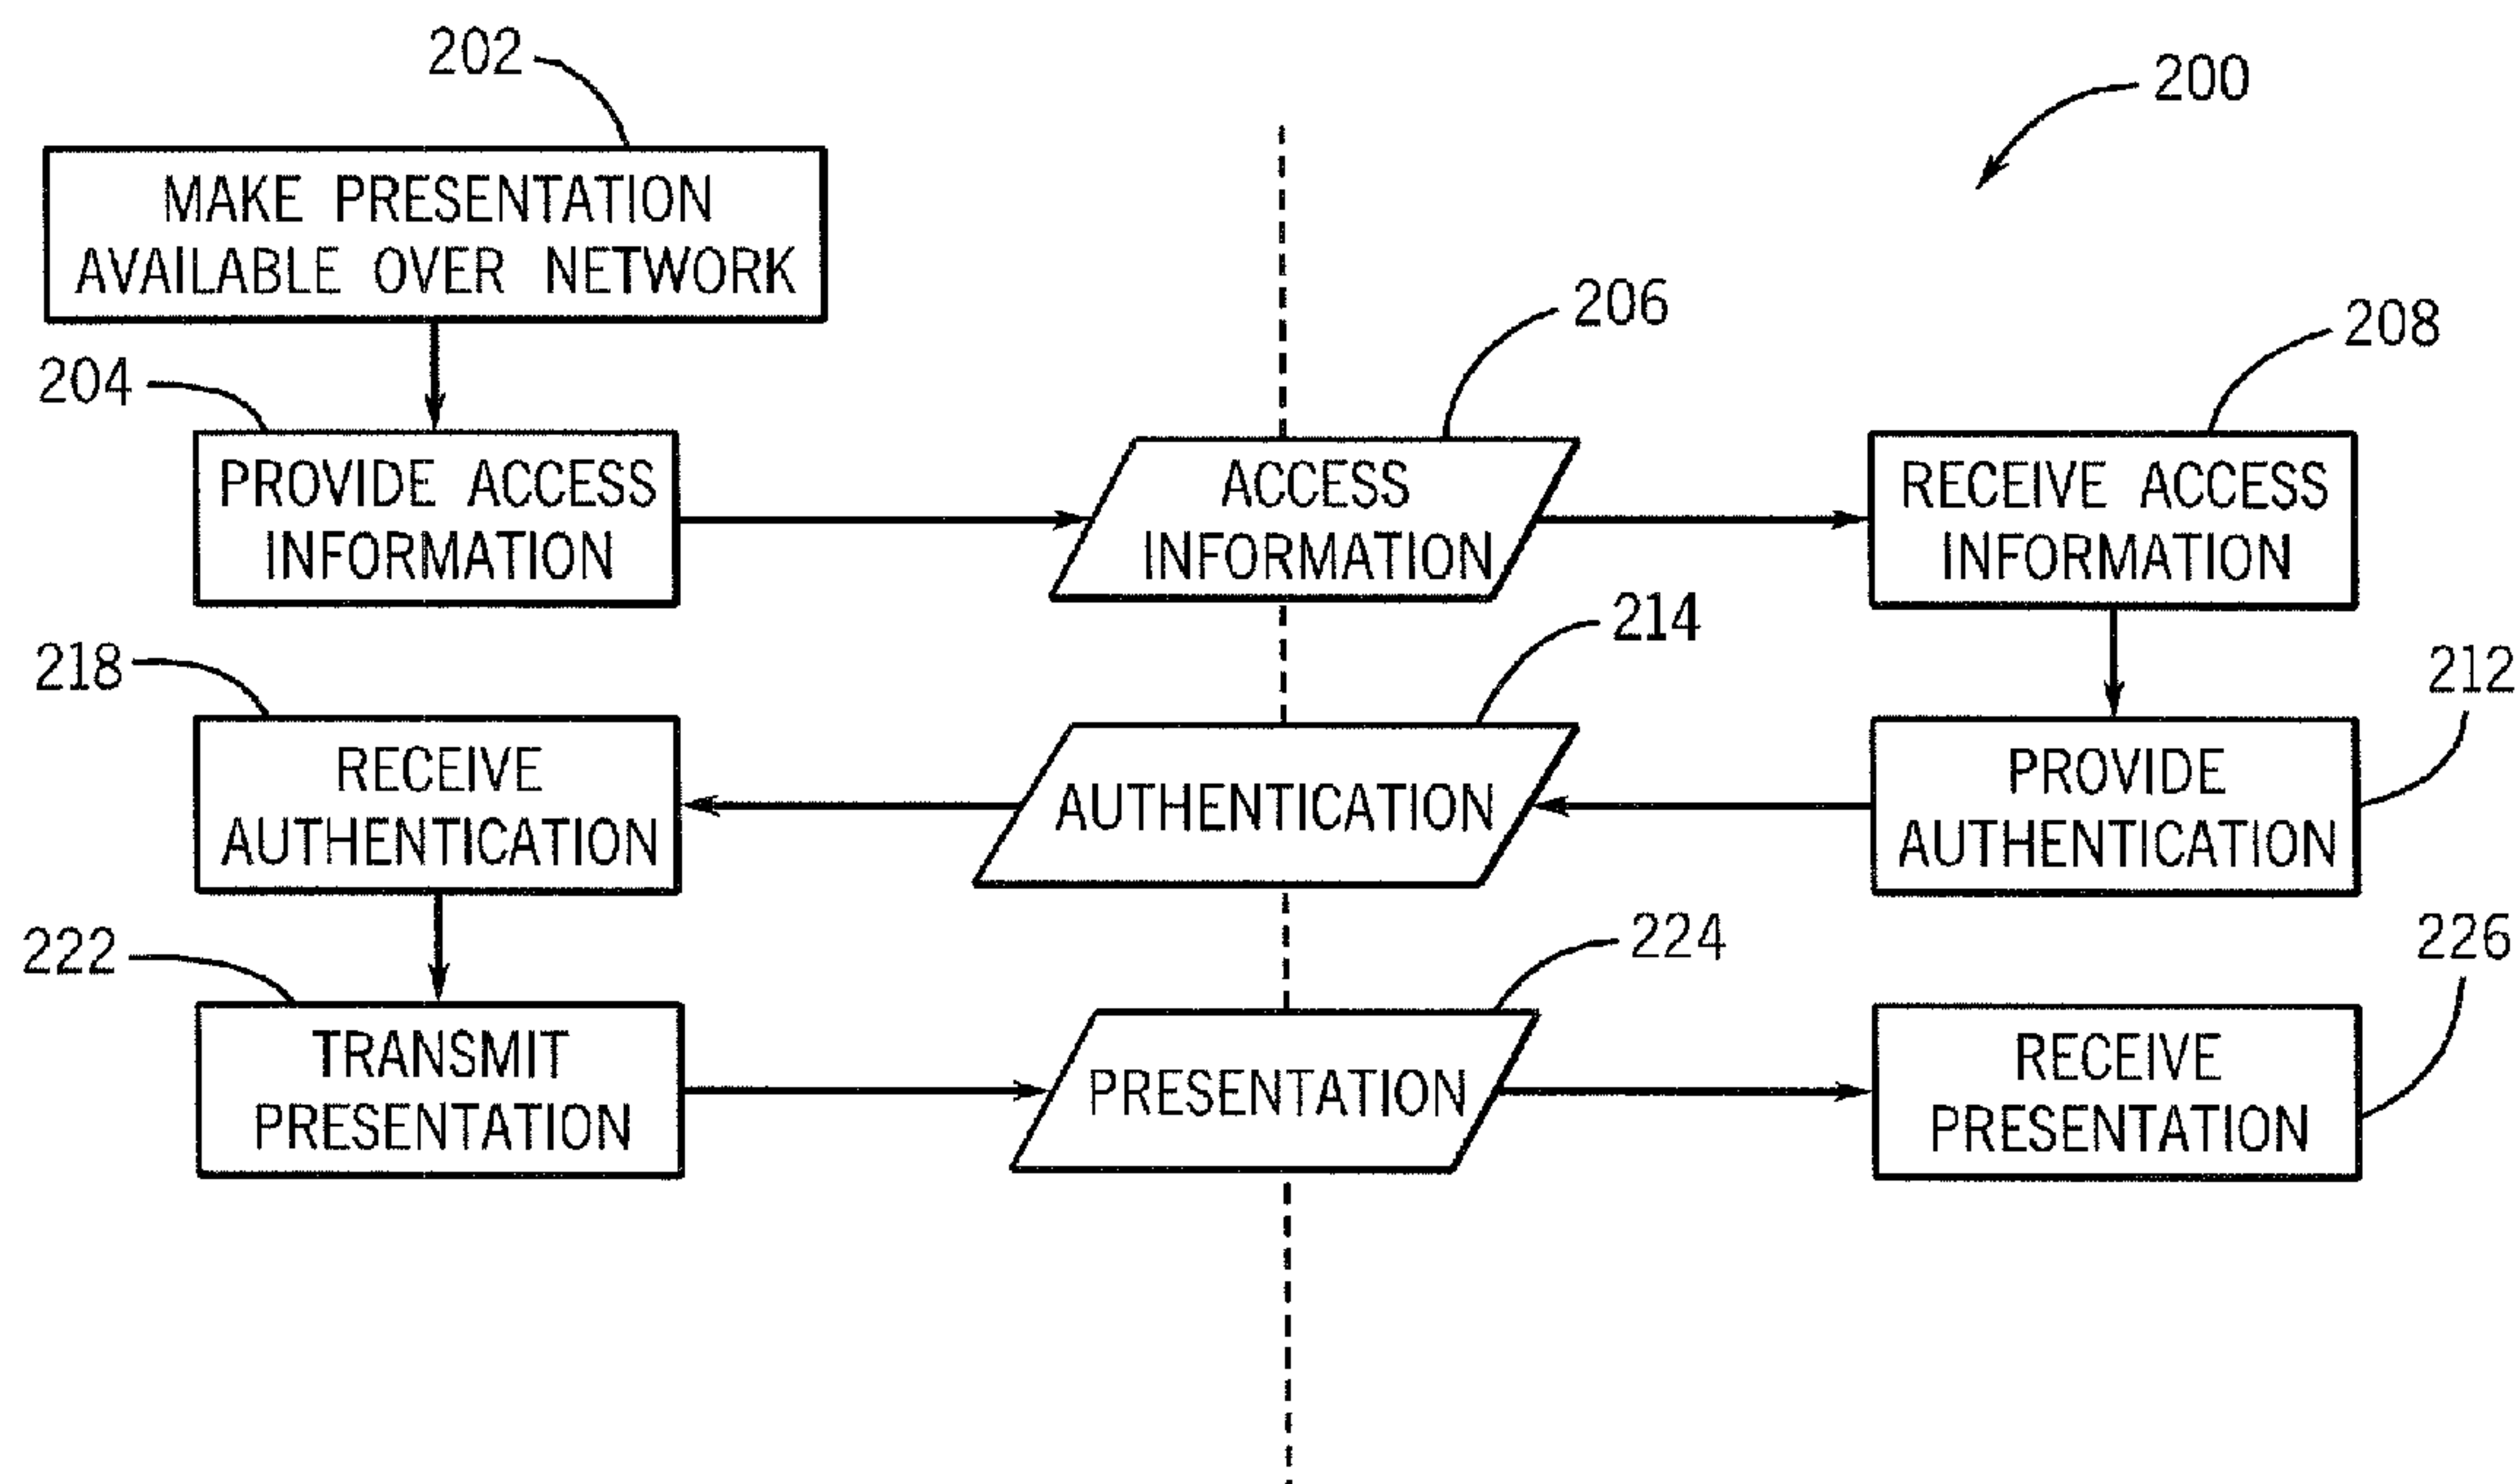 202
200
MAKE PRESENTATION
AVAILABLE OVER NETWORK
206
208
204
PROVIDE ACCESS
INFORMATION
ACCESS
INFORMATION
RECEIVE ACCESS
INFORMATION
214
218
212
RECEIVE
AUTHENTICATION
AUTHENTICATION
PROVIDE
AUTHENTICATION
222
224
226
TRANSMIT
PRESENTATION
PRESENTATION
RECEIVE
PRESENTATION